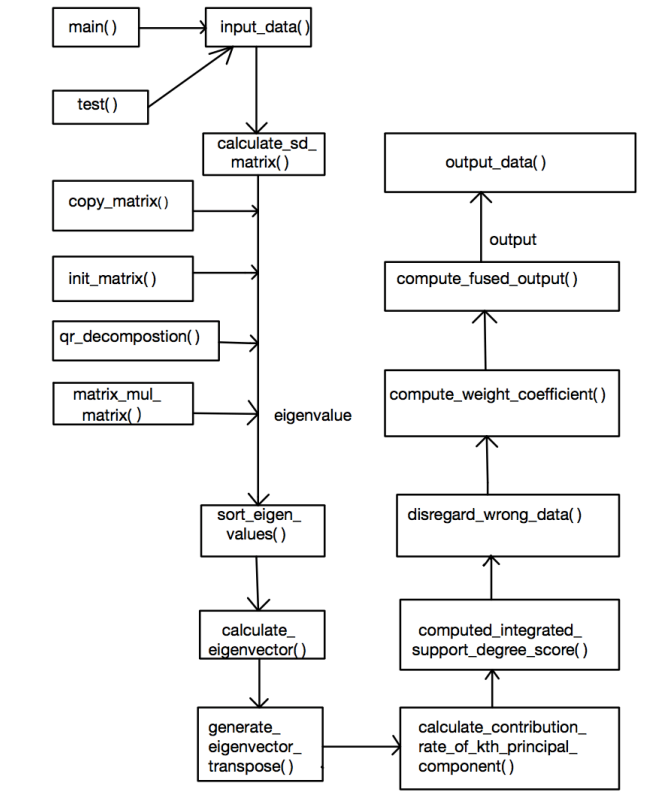 main( )
input_data( )
test( )
calculate_sd_
matrix( )
copy_matrix( )
init_matrix( )
qr_decompostion( )
matrix_mul_
matrix( )
eigenvalue
sort_eigen_
values( )
calculate_
eigenvector( )
generate_
eigenvector_
transpose( )
calculate_contribution_
rate_of_kth_principal_
component( )
computed_integrated_
support_degree_score( )
disregard_wrong_data( )
compute_weight_coefficient( )
compute_fused_output( )
output
output_data( )